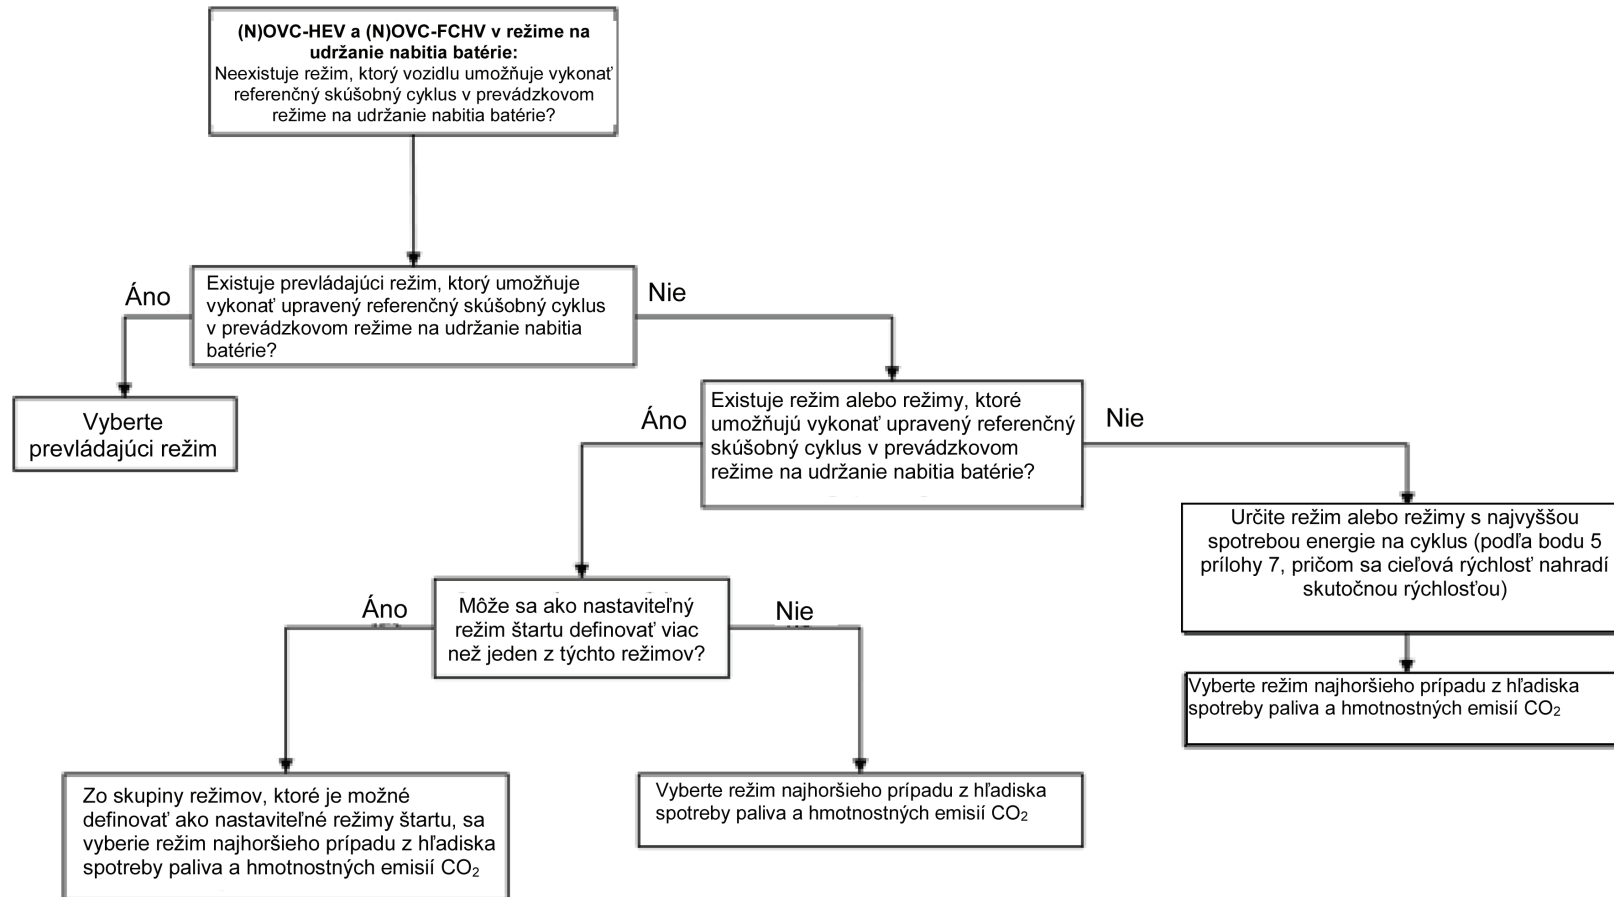 (N)OVC-HEV a (N)OVC-FCHV v režime na
udržanie nabitia batérie:
Neexistuje režim, ktorý vozidlu umožňuje vykonať
referenčný skúšobný cyklus v prevádzkovom
režime na udržanie nabitia batérie?
Existuje prevládajúci režim, ktorý umožňuje
vykonať upravený referenčný skúšobný cyklus
v prevádzkovom režime na udržanie nabitia
batérie?
Áno
Nie
Vyberte
prevládajúci režim
Existuje režim alebo režimy, ktoré
umožňujú vykonať upravený referenčný
skúšobný cyklus v prevádzkovom
režime na udržanie nabitia batérie?
Áno
Nie
Určite režim alebo režimy s najvyššou
spotrebou energie na cyklus (podľa bodu 5
prílohy 7, pričom sa cieľová rýchlosť nahradí
skutočnou rýchlosťou)
Môže sa ako nastaviteľný
režim štartu definovať viac
než jeden z týchto režimov?
Áno
Nie
Vyberte režim najhoršieho prípadu z hľadiska
spotreby paliva a hmotnostných emisií CO₂
Zo skupiny režimov, ktoré je možné
definovať ako nastaviteľné režimy štartu, sa
vyberie režim najhoršieho prípadu z hľadiska
spotreby paliva a hmotnostných emisií CO₂
Vyberte režim najhoršieho prípadu z hľadiska
spotreby paliva a hmotnostných emisií CO₂